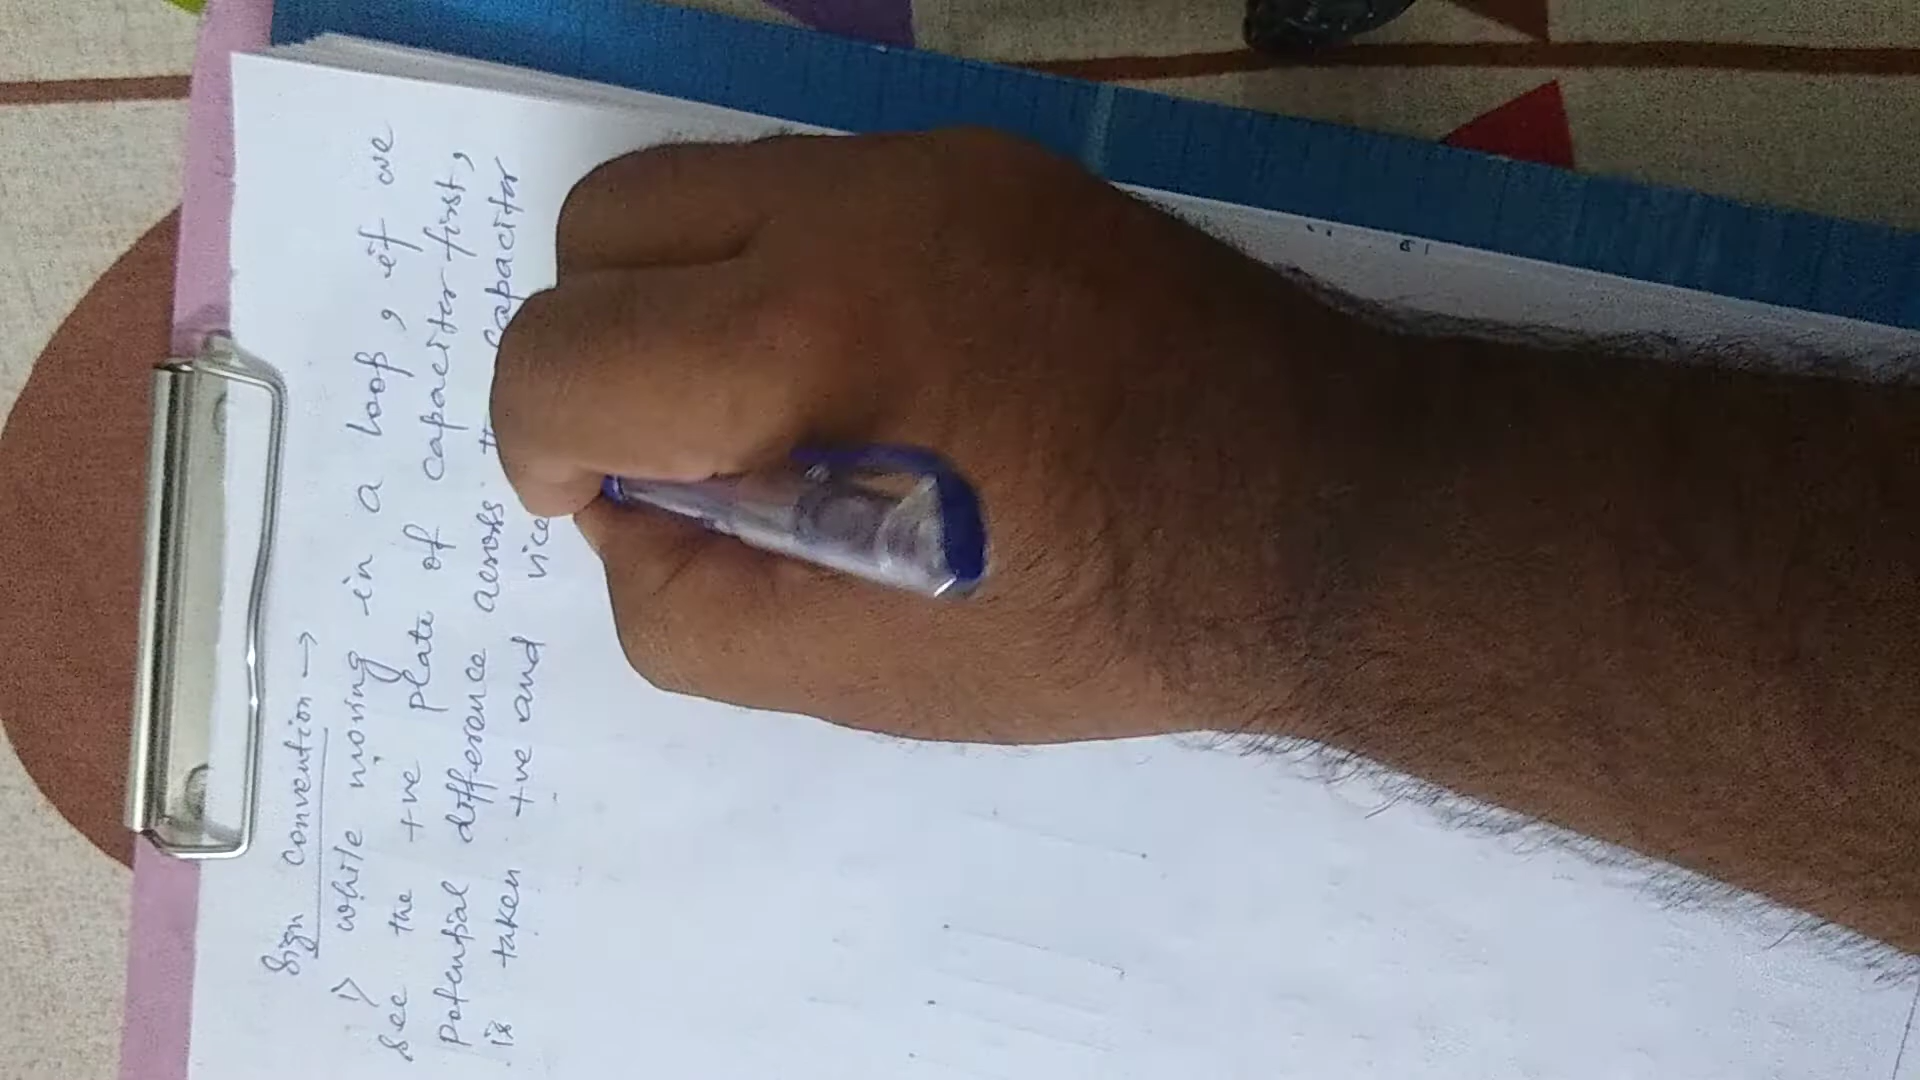 Sign convention →
1> while moving in a loop, if we
see the +ve plate of capacitor first,
potential difference across capacitor
is taken +ve and vice